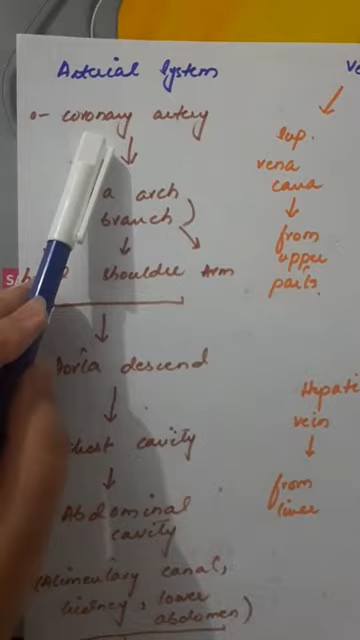 Arterial System
o- coronary artery
a arch
branch
shoulder Arm
Aorta descend
chest cavity
Abdominal
cavity
(Alimentary canal,
kidney, lower
abdomen)
Sup.
vena
cava
from
upper
parts.
Hepatic
vein
from
liver